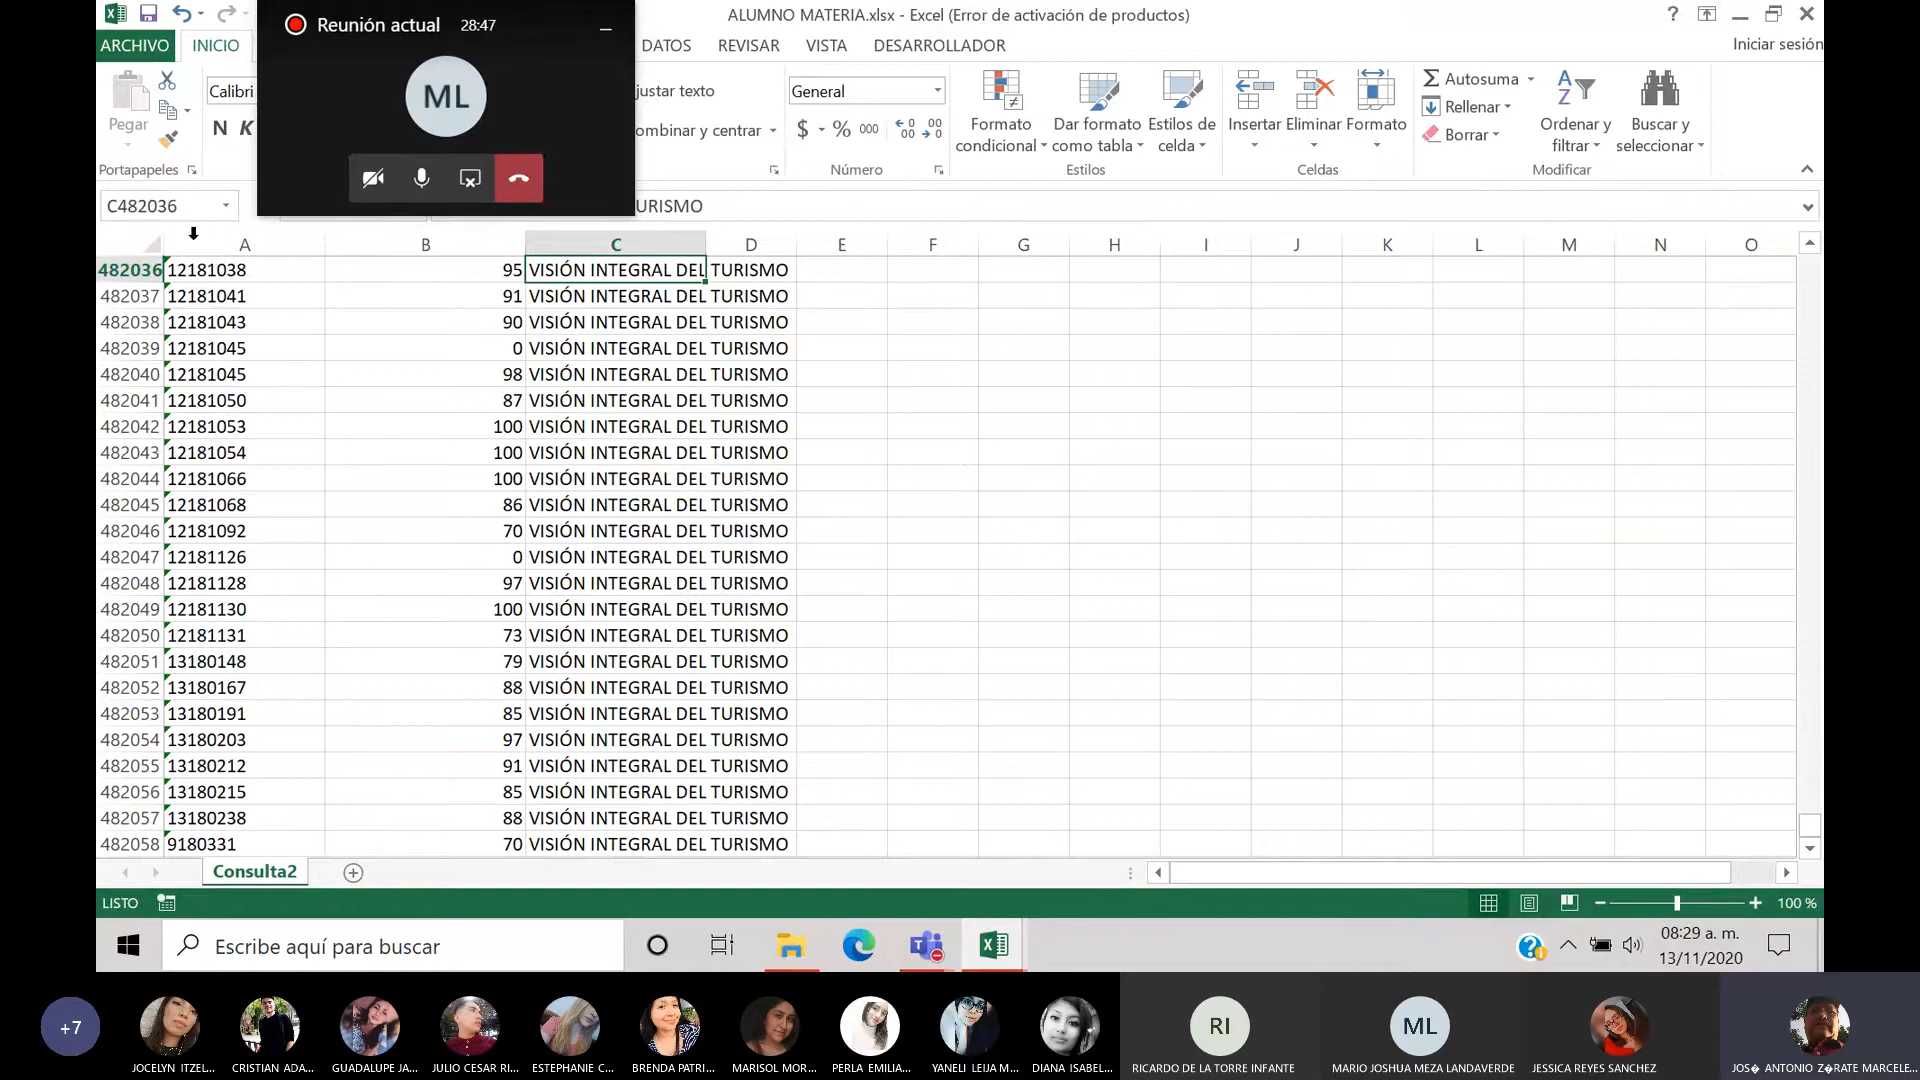 ALUMNO MATERIA.xlsx - Excel (Error de activación de productos)
Reunión actual 28:47
ML
ARCHIVO INICIO DATOS REVISAR VISTA DESARROLLADOR Iniciar sesión
Pegar
Calibri
N K
justar texto
ombinar y centrar
General
$ % 000
Formato condicional
Dar formato como tabla
Estilos de celda
Insertar Eliminar Formato
Autosuma
Rellenar
Borrar
Ordenar y filtrar
Buscar y seleccionar
Portapapeles Número Estilos Celdas Modificar
C482036 URISMO
A B C D E F G H I J K L M N O
482036 12181038 95 VISIÓN INTEGRAL DEL TURISMO
482037 12181041 91 VISIÓN INTEGRAL DEL TURISMO
482038 12181043 90 VISIÓN INTEGRAL DEL TURISMO
482039 12181045 0 VISIÓN INTEGRAL DEL TURISMO
482040 12181045 98 VISIÓN INTEGRAL DEL TURISMO
482041 12181050 87 VISIÓN INTEGRAL DEL TURISMO
482042 12181053 100 VISIÓN INTEGRAL DEL TURISMO
482043 12181054 100 VISIÓN INTEGRAL DEL TURISMO
482044 12181066 100 VISIÓN INTEGRAL DEL TURISMO
482045 12181068 86 VISIÓN INTEGRAL DEL TURISMO
482046 12181092 70 VISIÓN INTEGRAL DEL TURISMO
482047 12181126 0 VISIÓN INTEGRAL DEL TURISMO
482048 12181128 97 VISIÓN INTEGRAL DEL TURISMO
482049 12181130 100 VISIÓN INTEGRAL DEL TURISMO
482050 12181131 73 VISIÓN INTEGRAL DEL TURISMO
482051 13180148 79 VISIÓN INTEGRAL DEL TURISMO
482052 13180167 88 VISIÓN INTEGRAL DEL TURISMO
482053 13180191 85 VISIÓN INTEGRAL DEL TURISMO
482054 13180203 97 VISIÓN INTEGRAL DEL TURISMO
482055 13180212 91 VISIÓN INTEGRAL DEL TURISMO
482056 13180215 85 VISIÓN INTEGRAL DEL TURISMO
482057 13180238 88 VISIÓN INTEGRAL DEL TURISMO
482058 9180331 70 VISIÓN INTEGRAL DEL TURISMO
Consulta2
LISTO 100 %
Escribe aquí para buscar
08:29 a. m.
13/11/2020
+7
RI ML
JOCELYN ITZEL... CRISTIAN ADA... GUADALUPE JA... JULIO CESAR RI... ESTEPHANIE C... BRENDA PATRI... MARISOL MOR... PERLA EMILIA... YANELI LEIJA M... DIANA ISABEL... RICARDO DE LA TORRE INFANTE MARIO JOSHUA MEZA LANDAVERDE JESSICA REYES SANCHEZ JOS� ANTONIO Z�RATE MARCELE...